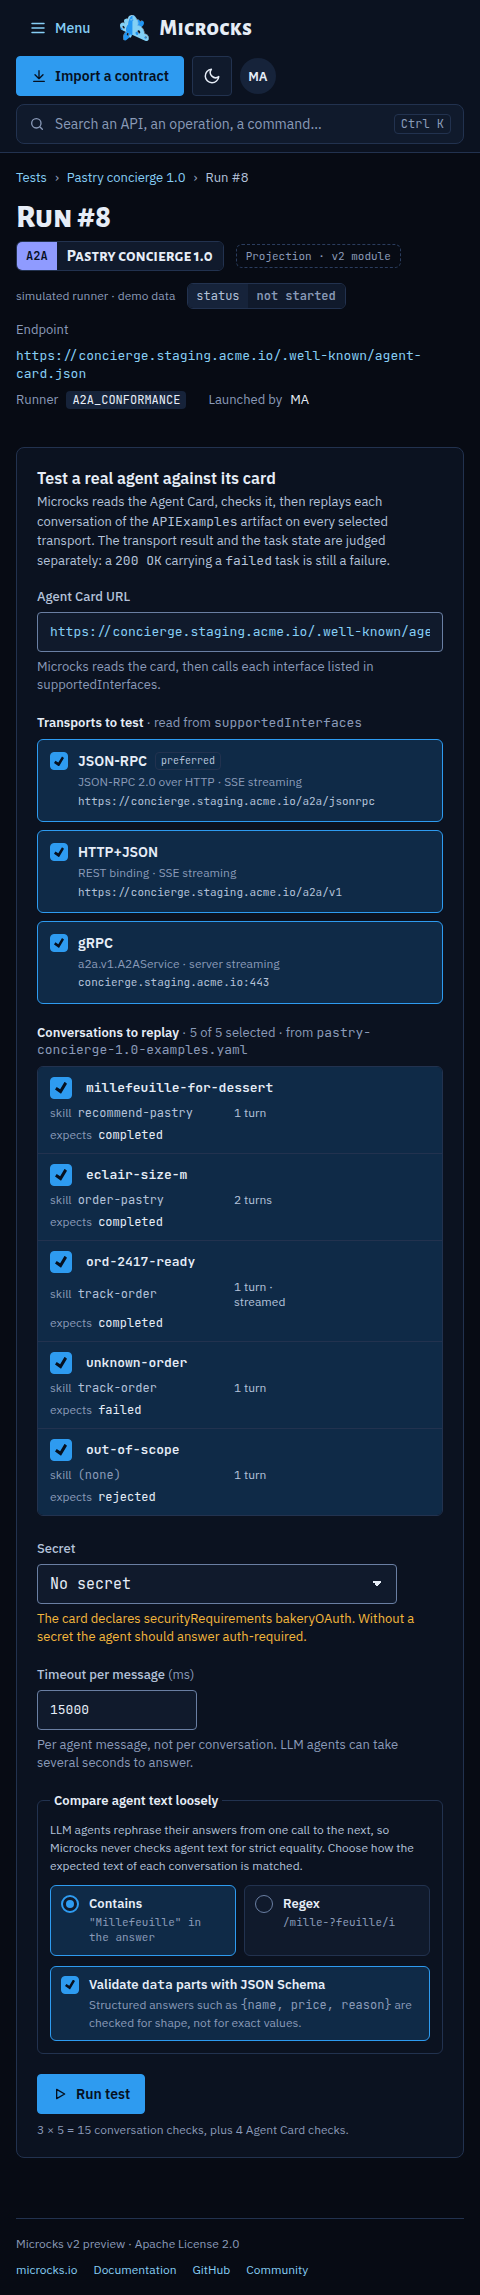 Menu
Microcks
Import a contract
MA
Search an API, an operation, a command...
Ctrl K
Tests › Pastry concierge 1.0 › Run #8
Run #8
A2A Pastry concierge 1.0
Projection · v2 module
simulated runner · demo data
status not started
Endpoint
https://concierge.staging.acme.io/.well-known/agent-
card.json
Runner A2A_CONFORMANCE Launched by MA
Test a real agent against its card
Microcks reads the Agent Card, checks it, then replays each
conversation of the APIExamples artifact on every selected
transport. The transport result and the task state are judged
separately: a 200 OK carrying a failed task is still a failure.
Agent Card URL
https://concierge.staging.acme.io/.well-known/age
Microcks reads the card, then calls each interface listed in
supportedInterfaces.
Transports to test · read from supportedInterfaces
JSON-RPC preferred
JSON-RPC 2.0 over HTTP · SSE streaming
https://concierge.staging.acme.io/a2a/jsonrpc
HTTP+JSON
REST binding · SSE streaming
https://concierge.staging.acme.io/a2a/v1
gRPC
a2a.v1.A2AService · server streaming
concierge.staging.acme.io:443
Conversations to replay · 5 of 5 selected · from pastry-
concierge-1.0-examples.yaml
millefeuille-for-dessert
skill recommend-pastry 1 turn
expects completed
eclair-size-m
skill order-pastry 2 turns
expects completed
ord-2417-ready
skill track-order 1 turn ·
streamed
expects completed
unknown-order
skill track-order 1 turn
expects failed
out-of-scope
skill (none) 1 turn
expects rejected
Secret
No secret
The card declares securityRequirements bakeryOAuth. Without a
secret the agent should answer auth-required.
Timeout per message (ms)
15000
Per agent message, not per conversation. LLM agents can take
several seconds to answer.
Compare agent text loosely
LLM agents rephrase their answers from one call to the next, so
Microcks never checks agent text for strict equality. Choose how the
expected text of each conversation is matched.
Contains
"Millefeuille" in
the answer
Regex
/mille-?feuille/i
Validate data parts with JSON Schema
Structured answers such as {name, price, reason} are
checked for shape, not for exact values.
Run test
3 × 5 = 15 conversation checks, plus 4 Agent Card checks.
Microcks v2 preview · Apache License 2.0
microcks.io Documentation GitHub Community